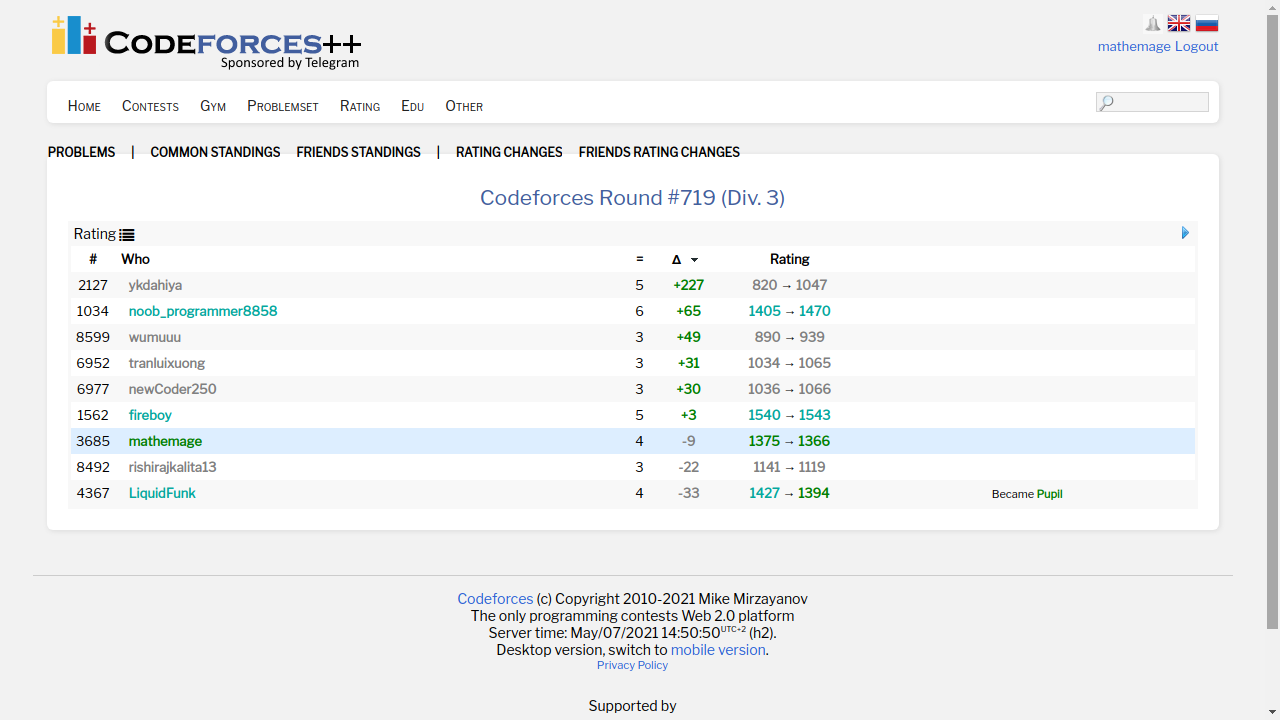 CODEFORCES++
Sponsored by Telegram
mathemage Logout
HOME CONTESTS GYM PROBLEMSET RATING EDU OTHER
PROBLEMS | COMMON STANDINGS FRIENDS STANDINGS | RATING CHANGES FRIENDS RATING CHANGES
Codeforces Round #719 (Div. 3)
Rating
# Who = Δ Rating
2127 ykdahiya 5 +227 820 → 1047
1034 noob_programmer8858 6 +65 1405 → 1470
8599 wumuuu 3 +49 890 → 939
6952 tranluixuong 3 +31 1034 → 1065
6977 newCoder250 3 +30 1036 → 1066
1562 fireboy 5 +3 1540 → 1543
3685 mathemage 4 -9 1375 → 1366
8492 rishirajkalita13 3 -22 1141 → 1119
4367 LiquidFunk 4 -33 1427 → 1394 Became Pupil
Codeforces (c) Copyright 2010-2021 Mike Mirzayanov
The only programming contests Web 2.0 platform
Server time: May/07/2021 14:50:50UTC+2 (h2).
Desktop version, switch to mobile version.
Privacy Policy
Supported by